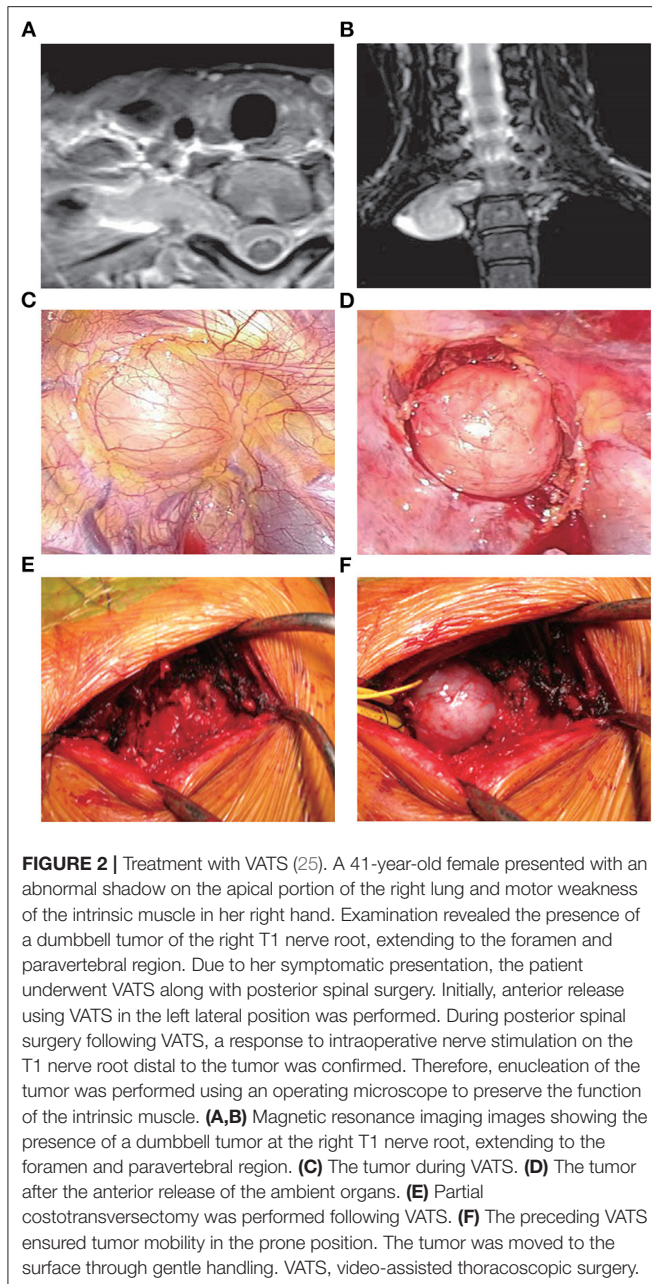 A
B
C
D
E
F
FIGURE 2 | Treatment with VATS (25). A 41-year-old female presented with an
abnormal shadow on the apical portion of the right lung and motor weakness
of the intrinsic muscle in her right hand. Examination revealed the presence of
a dumbbell tumor of the right T1 nerve root, extending to the foramen and
paravertebral region. Due to her symptomatic presentation, the patient
underwent VATS along with posterior spinal surgery. Initially, anterior release
using VATS in the left lateral position was performed. During posterior spinal
surgery following VATS, a response to intraoperative nerve stimulation on the
T1 nerve root distal to the tumor was confirmed. Therefore, enucleation of the
tumor was performed using an operating microscope to preserve the function
of the intrinsic muscle. (A,B) Magnetic resonance imaging images showing the
presence of a dumbbell tumor at the right T1 nerve root, extending to the
foramen and paravertebral region. (C) The tumor during VATS. (D) The tumor
after the anterior release of the ambient organs. (E) Partial
costotransversectomy was performed following VATS. (F) The preceding VATS
ensured tumor mobility in the prone position. The tumor was moved to the
surface through gentle handling. VATS, video-assisted thoracoscopic surgery.